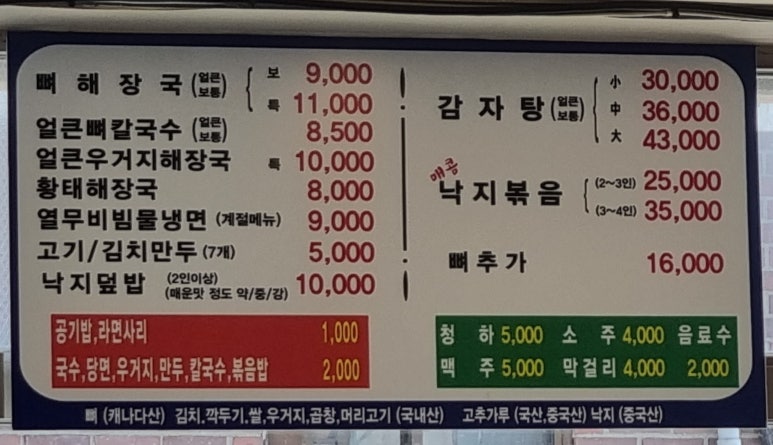 뼈해장국 (얼큰 보통) 보 9,000
특 11,000
얼큰뼈칼국수 (얼큰 보통) 8,500
얼큰우거지해장국 특 10,000
황태해장국 8,000
열무비빔물냉면 (계절메뉴) 9,000
고기/김치만두 (7개) 5,000
낙지덮밥 (2인이상) (매운맛 정도 약/중/강) 10,000
공기밥,라면사리 1,000
국수,당면,우거지,만두,칼국수,볶음밥 2,000
감자탕 (얼큰 보통) 小 30,000
中 36,000
大 43,000
매콤 낙지볶음 (2~3인) 25,000
(3~4인) 35,000
뼈추가 16,000
청하 5,000 소주 4,000 음료수
맥주 5,000 막걸리 4,000 2,000
뼈 (캐나다산) 김치.깍두기.쌀,우거지,곱창,머리고기 (국내산) 고추가루 (국산,중국산) 낙지 (중국산)